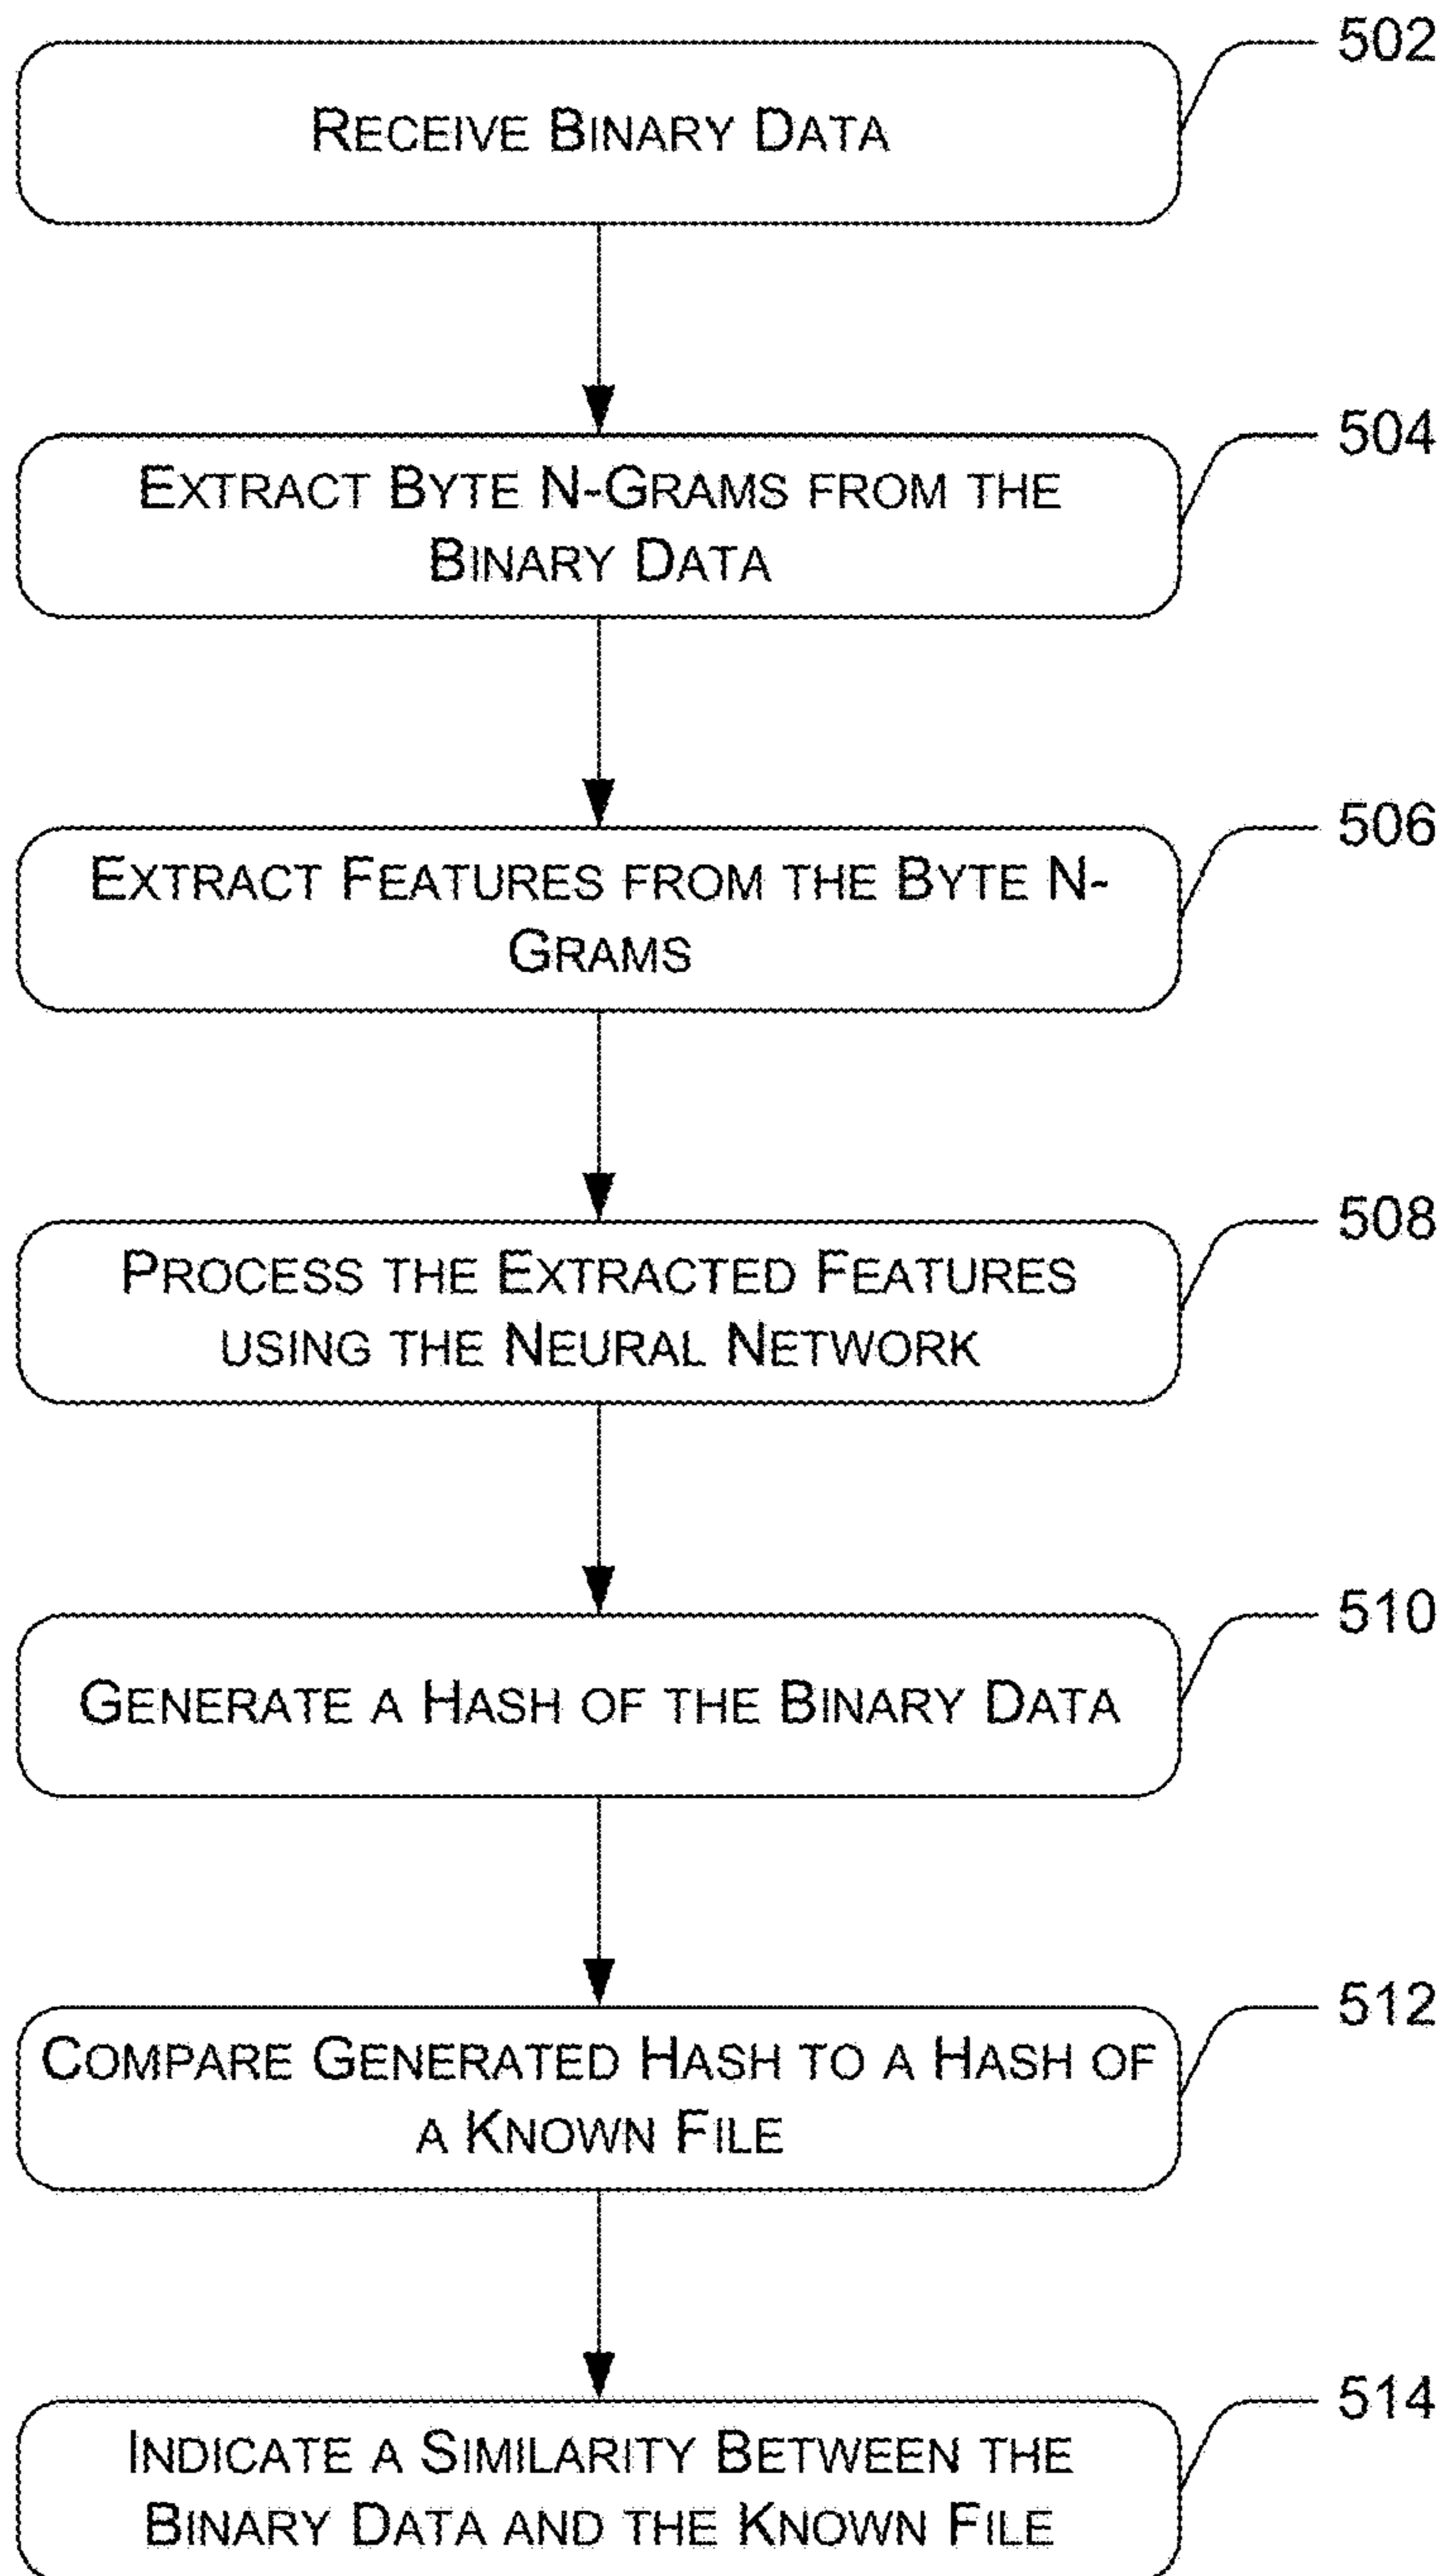 502
RECEIVE BINARY DATA
504
EXTRACT BYTE N-GRAMS FROM THE
BINARY DATA
506
EXTRACT FEATURES FROM THE BYTE N-
GRAMS
508
PROCESS THE EXTRACTED FEATURES
USING THE NEURAL NETWORK
510
GENERATE A HASH OF THE BINARY DATA
512
COMPARE GENERATED HASH TO A HASH OF
A KNOWN FILE
514
INDICATE A SIMILARITY BETWEEN THE
BINARY DATA AND THE KNOWN FILE